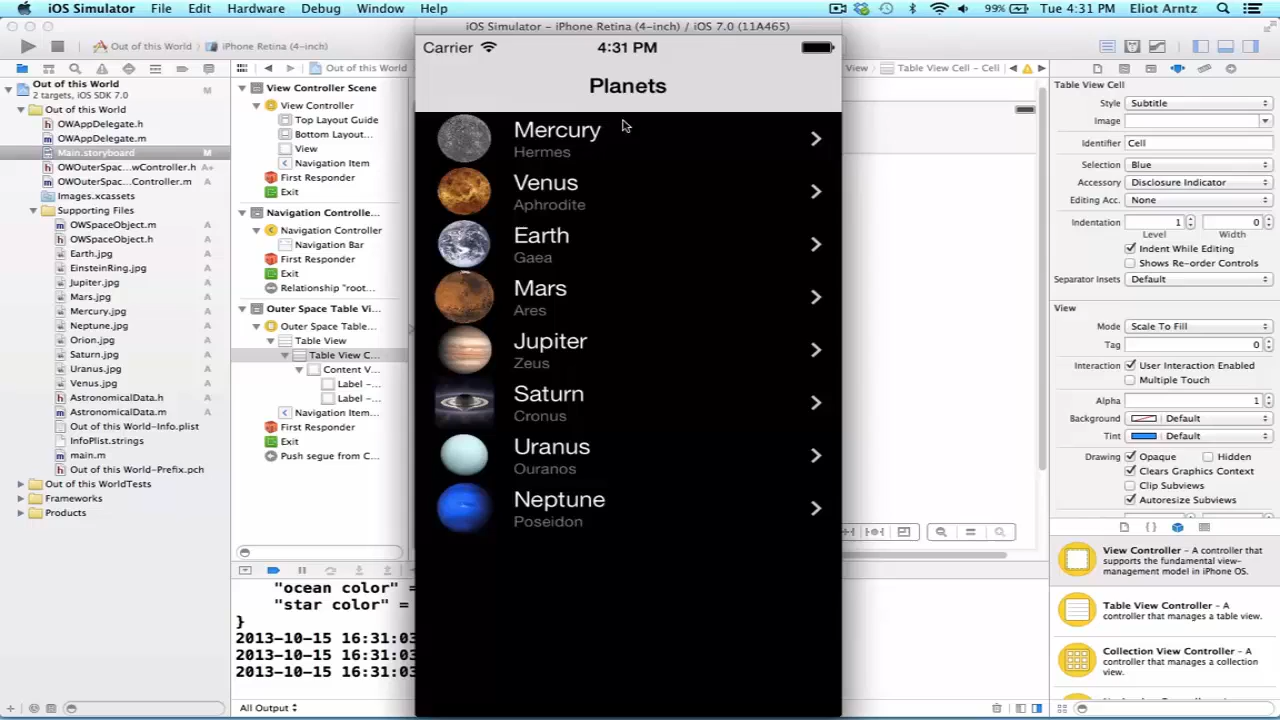 iOS Simulator File Edit Hardware Debug Window Help 99% Tue 4:31 PM Eliot Arntz
iOS Simulator - iPhone Retina (4-inch) / iOS 7.0 (11A465)
Out of this World iPhone Retina (4-inch)
Out of this World
2 targets, iOS SDK 7.0
M
Out of this World
OWAppDelegate.h
OWAppDelegate.m
Main.storyboard M
OWOuterSpac...wController.h A+
OWOuterSpac...Controller.m A
Images.xcassets
Supporting Files
OWSpaceObject.m A
OWSpaceObject.h A
Earth.jpg A
EinsteinRing.jpg A
Jupiter.jpg A
Mars.jpg A
Mercury.jpg A
Neptune.jpg A
Orion.jpg A
Saturn.jpg A
Uranus.jpg A
Venus.jpg A
AstronomicalData.h A
AstronomicalData.m A
Out of this World-Info.plist
InfoPlist.strings
main.m
Out of this World-Prefix.pch
Out of this WorldTests
Frameworks
Products
Out of this World
View Controller Scene
View Controller
Top Layout Guide
Bottom Layout...
View
Navigation Item
First Responder
Exit
Navigation Controlle...
Navigation Controller
Navigation Bar
First Responder
Exit
Relationship "root...
Outer Space Table Vi...
Outer Space Table...
Table View
Table View C...
Content V...
Label -...
Label -...
Navigation Item...
First Responder
Exit
Push segue from C...
"ocean color" =
"star color" =
}
2013-10-15 16:31:03
2013-10-15 16:31:03
2013-10-15 16:31:03
All Output
Carrier 4:31 PM
Planets
Mercury
Hermes
Venus
Aphrodite
Earth
Gaea
Mars
Ares
Jupiter
Zeus
Saturn
Cronus
Uranus
Ouranos
Neptune
Poseidon
View Table View Cell - Cell
Table View Cell
Style Subtitle
Image
Identifier Cell
Selection Blue
Accessory Disclosure Indicator
Editing Acc. None
Indentation 1 0
Level Width
Indent While Editing
Shows Re-order Controls
Separator Insets Default
View
Mode Scale To Fill
Tag 0
Interaction User Interaction Enabled
Multiple Touch
Alpha 1
Background Default
Tint Default
Drawing Opaque Hidden
Clears Graphics Context
Clip Subviews
Autoresize Subviews
View Controller - A controller that
supports the fundamental view-
management model in iPhone OS.
Table View Controller - A
controller that manages a table view.
Collection View Controller - A
controller that manages a collection
view.